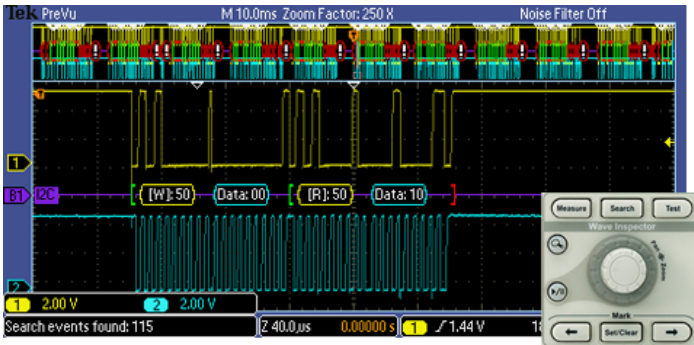 Tek PreVu M 10.0ms Zoom Factor: 250 X Noise Filter Off
1
B1 I2C [W]: 50 Data: 00 [R]: 50 Data: 10
2
1 2.00 V 2 2.00 V
Search events found: 115 Z 40.0µs 0.00000 s 1 1.44 V
Measure Search Test
Wave Inspector
Pan Zoom
Mark
← Set/Clear →